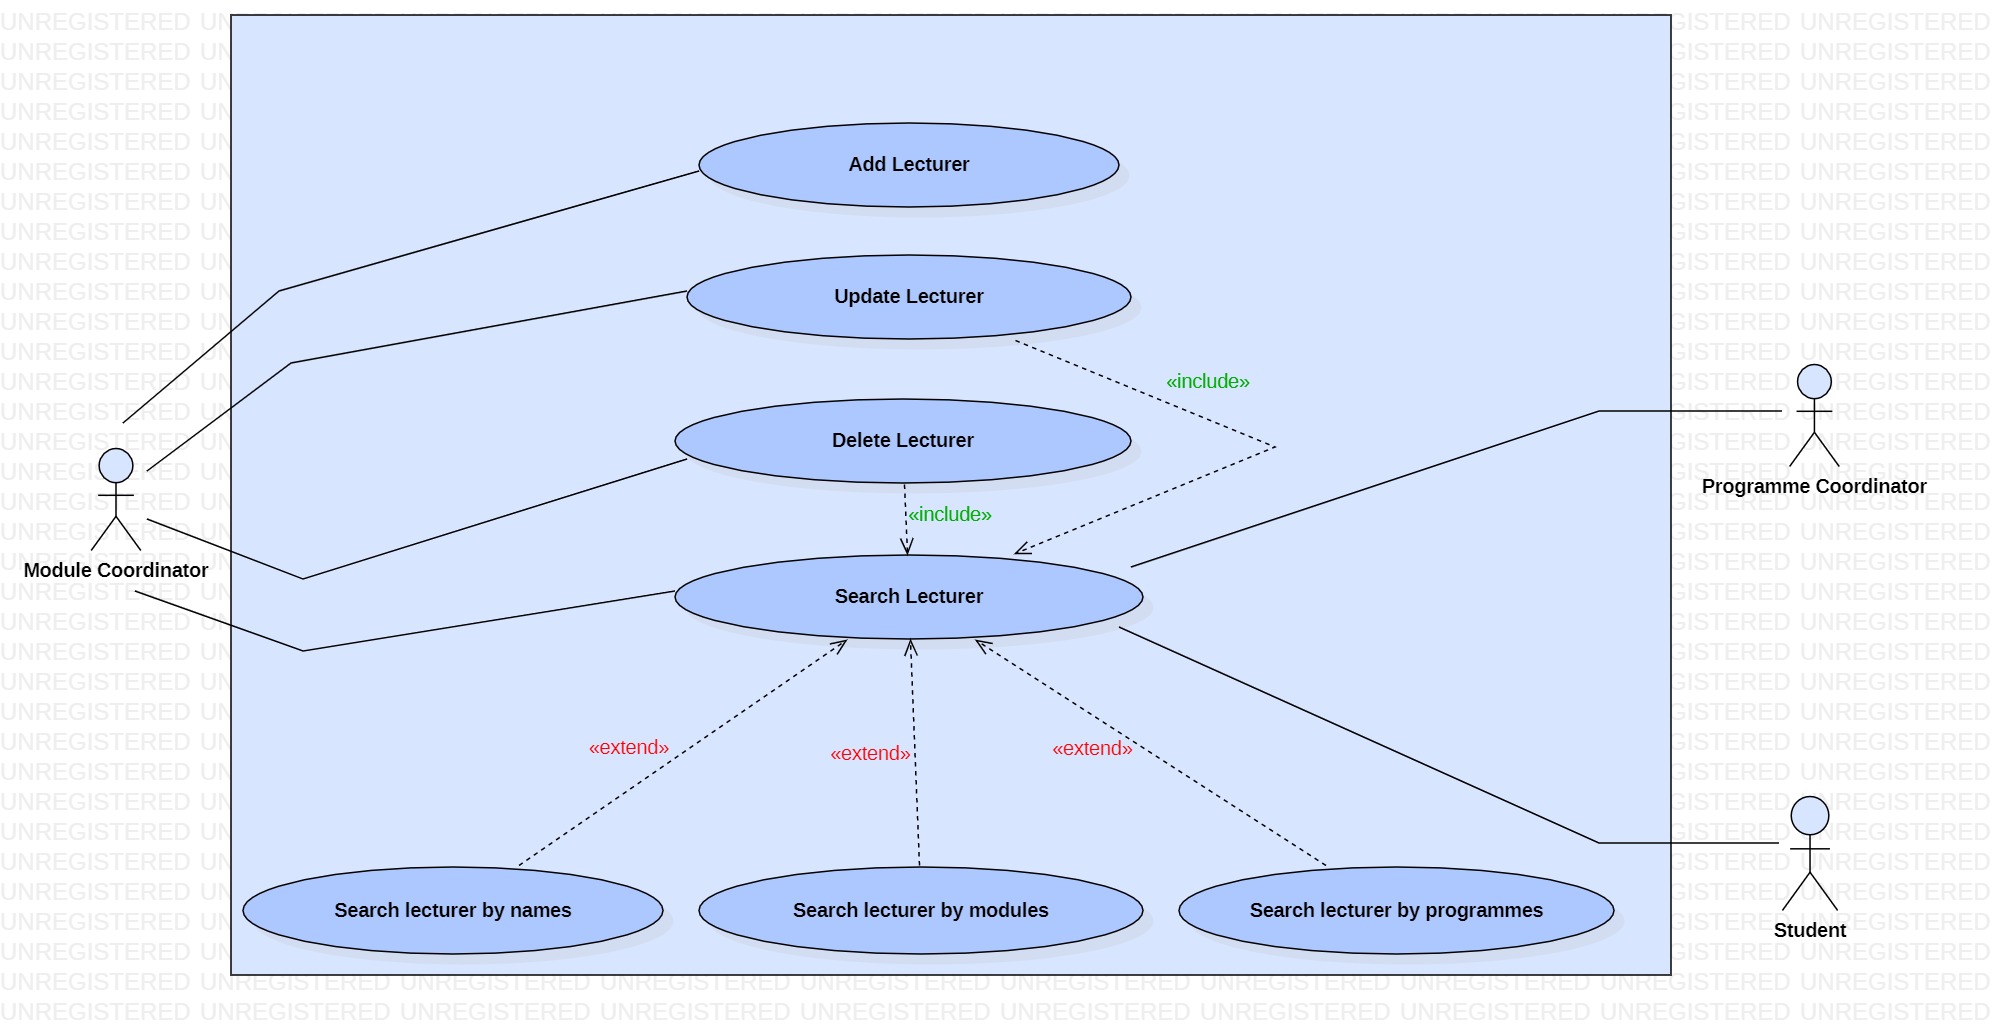 Add Lecturer
Update Lecturer
«include»
Delete Lecturer
«include»
Search Lecturer
Module Coordinator
Programme Coordinator
«extend»
«extend»
«extend»
Search lecturer by names
Search lecturer by modules
Search lecturer by programmes
Student
UNREGISTERED UNREGISTERED UNREGISTERED UNREGISTERED UNREGISTERED UNREGISTERED UNREGISTERED UNREGISTERED UNREGISTERED UNREGISTERED